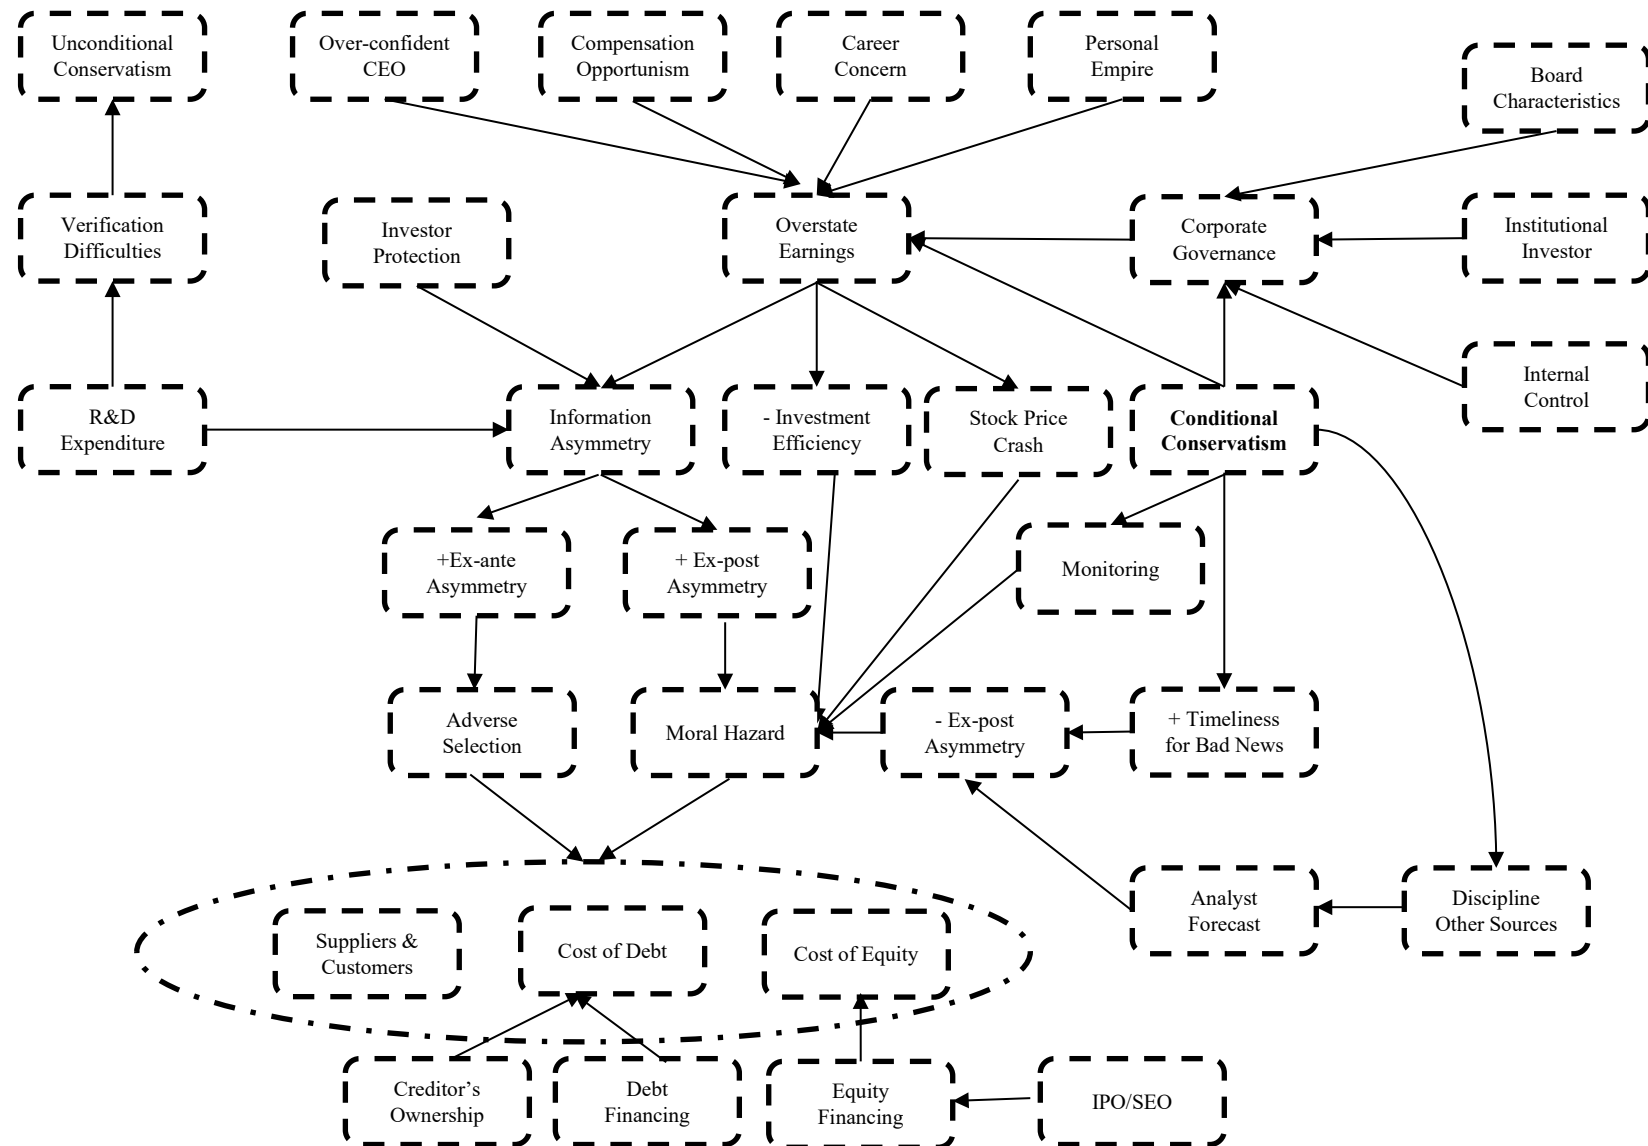 Unconditional
Conservatism
Over-confident
CEO
Compensation
Opportunism
Career
Concern
Personal
Empire
Board
Characteristics
Verification
Difficulties
Investor
Protection
Overstate
Earnings
Corporate
Governance
Institutional
Investor
Internal
Control
R&D
Expenditure
Information
Asymmetry
- Investment
Efficiency
Stock Price
Crash
Conditional
Conservatism
+Ex-ante
Asymmetry
+ Ex-post
Asymmetry
Monitoring
Adverse
Selection
Moral Hazard
- Ex-post
Asymmetry
+ Timeliness
for Bad News
Analyst
Forecast
Discipline
Other Sources
Suppliers &
Customers
Cost of Debt
Cost of Equity
Creditor’s
Ownership
Debt
Financing
Equity
Financing
IPO/SEO